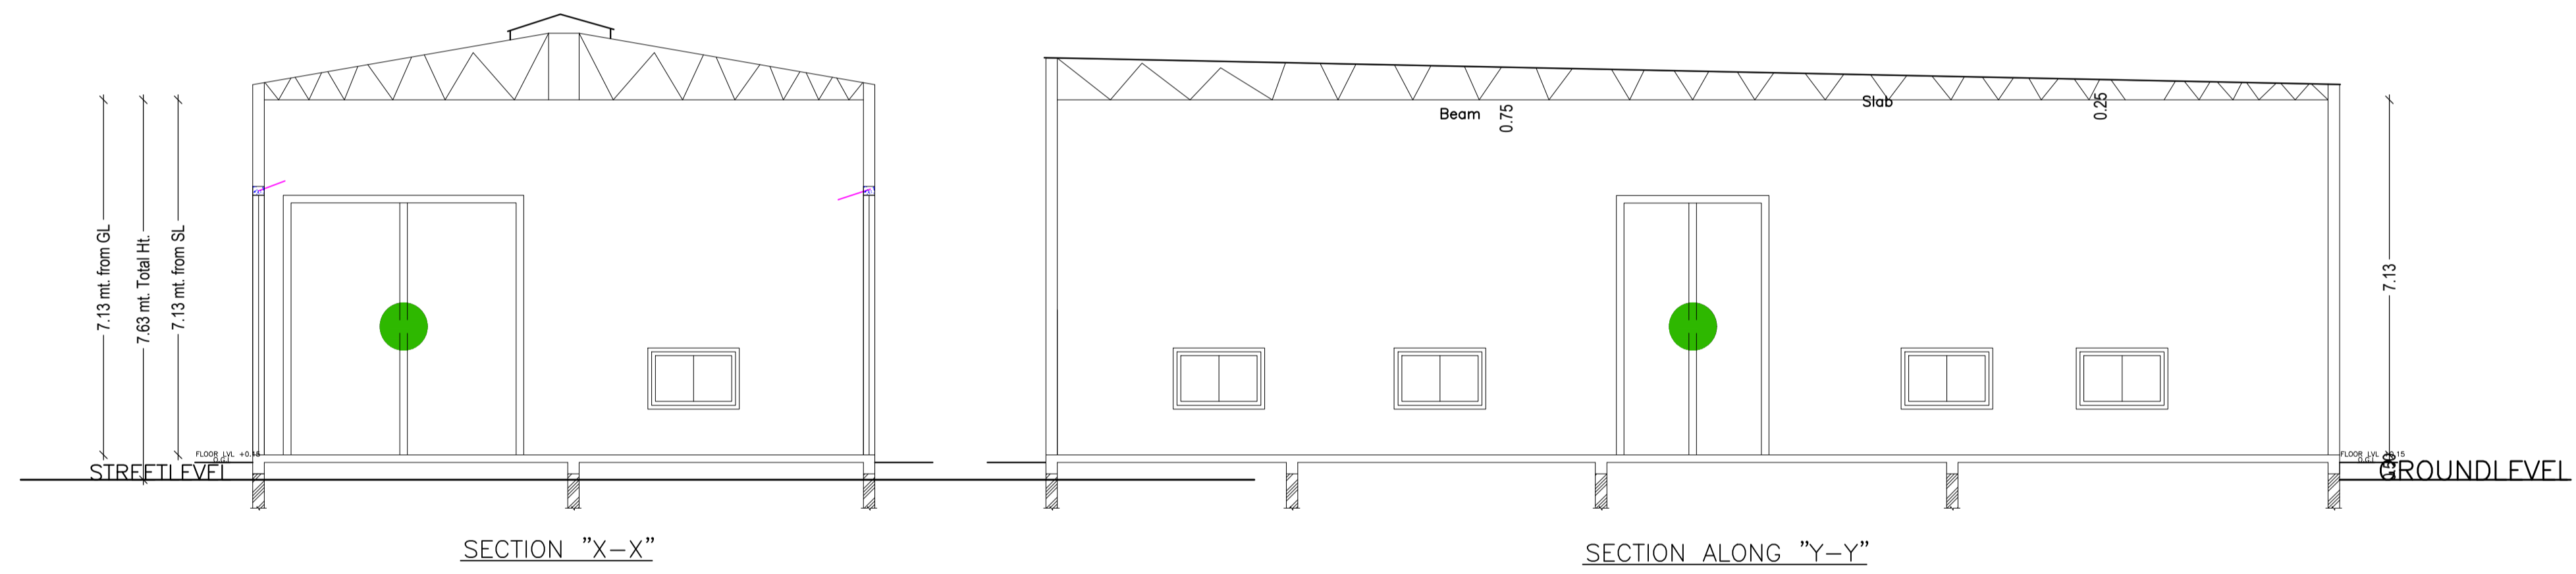 Beam
0.75
Slab
0.25
7.13 mt. from GL
7.63 mt. Total Ht.
7.13 mt. from SL
7.13
FLOOR LVL +0.15
STREETLEVEL
GROUNDLEVEL
SECTION "X-X"
SECTION ALONG "Y-Y"